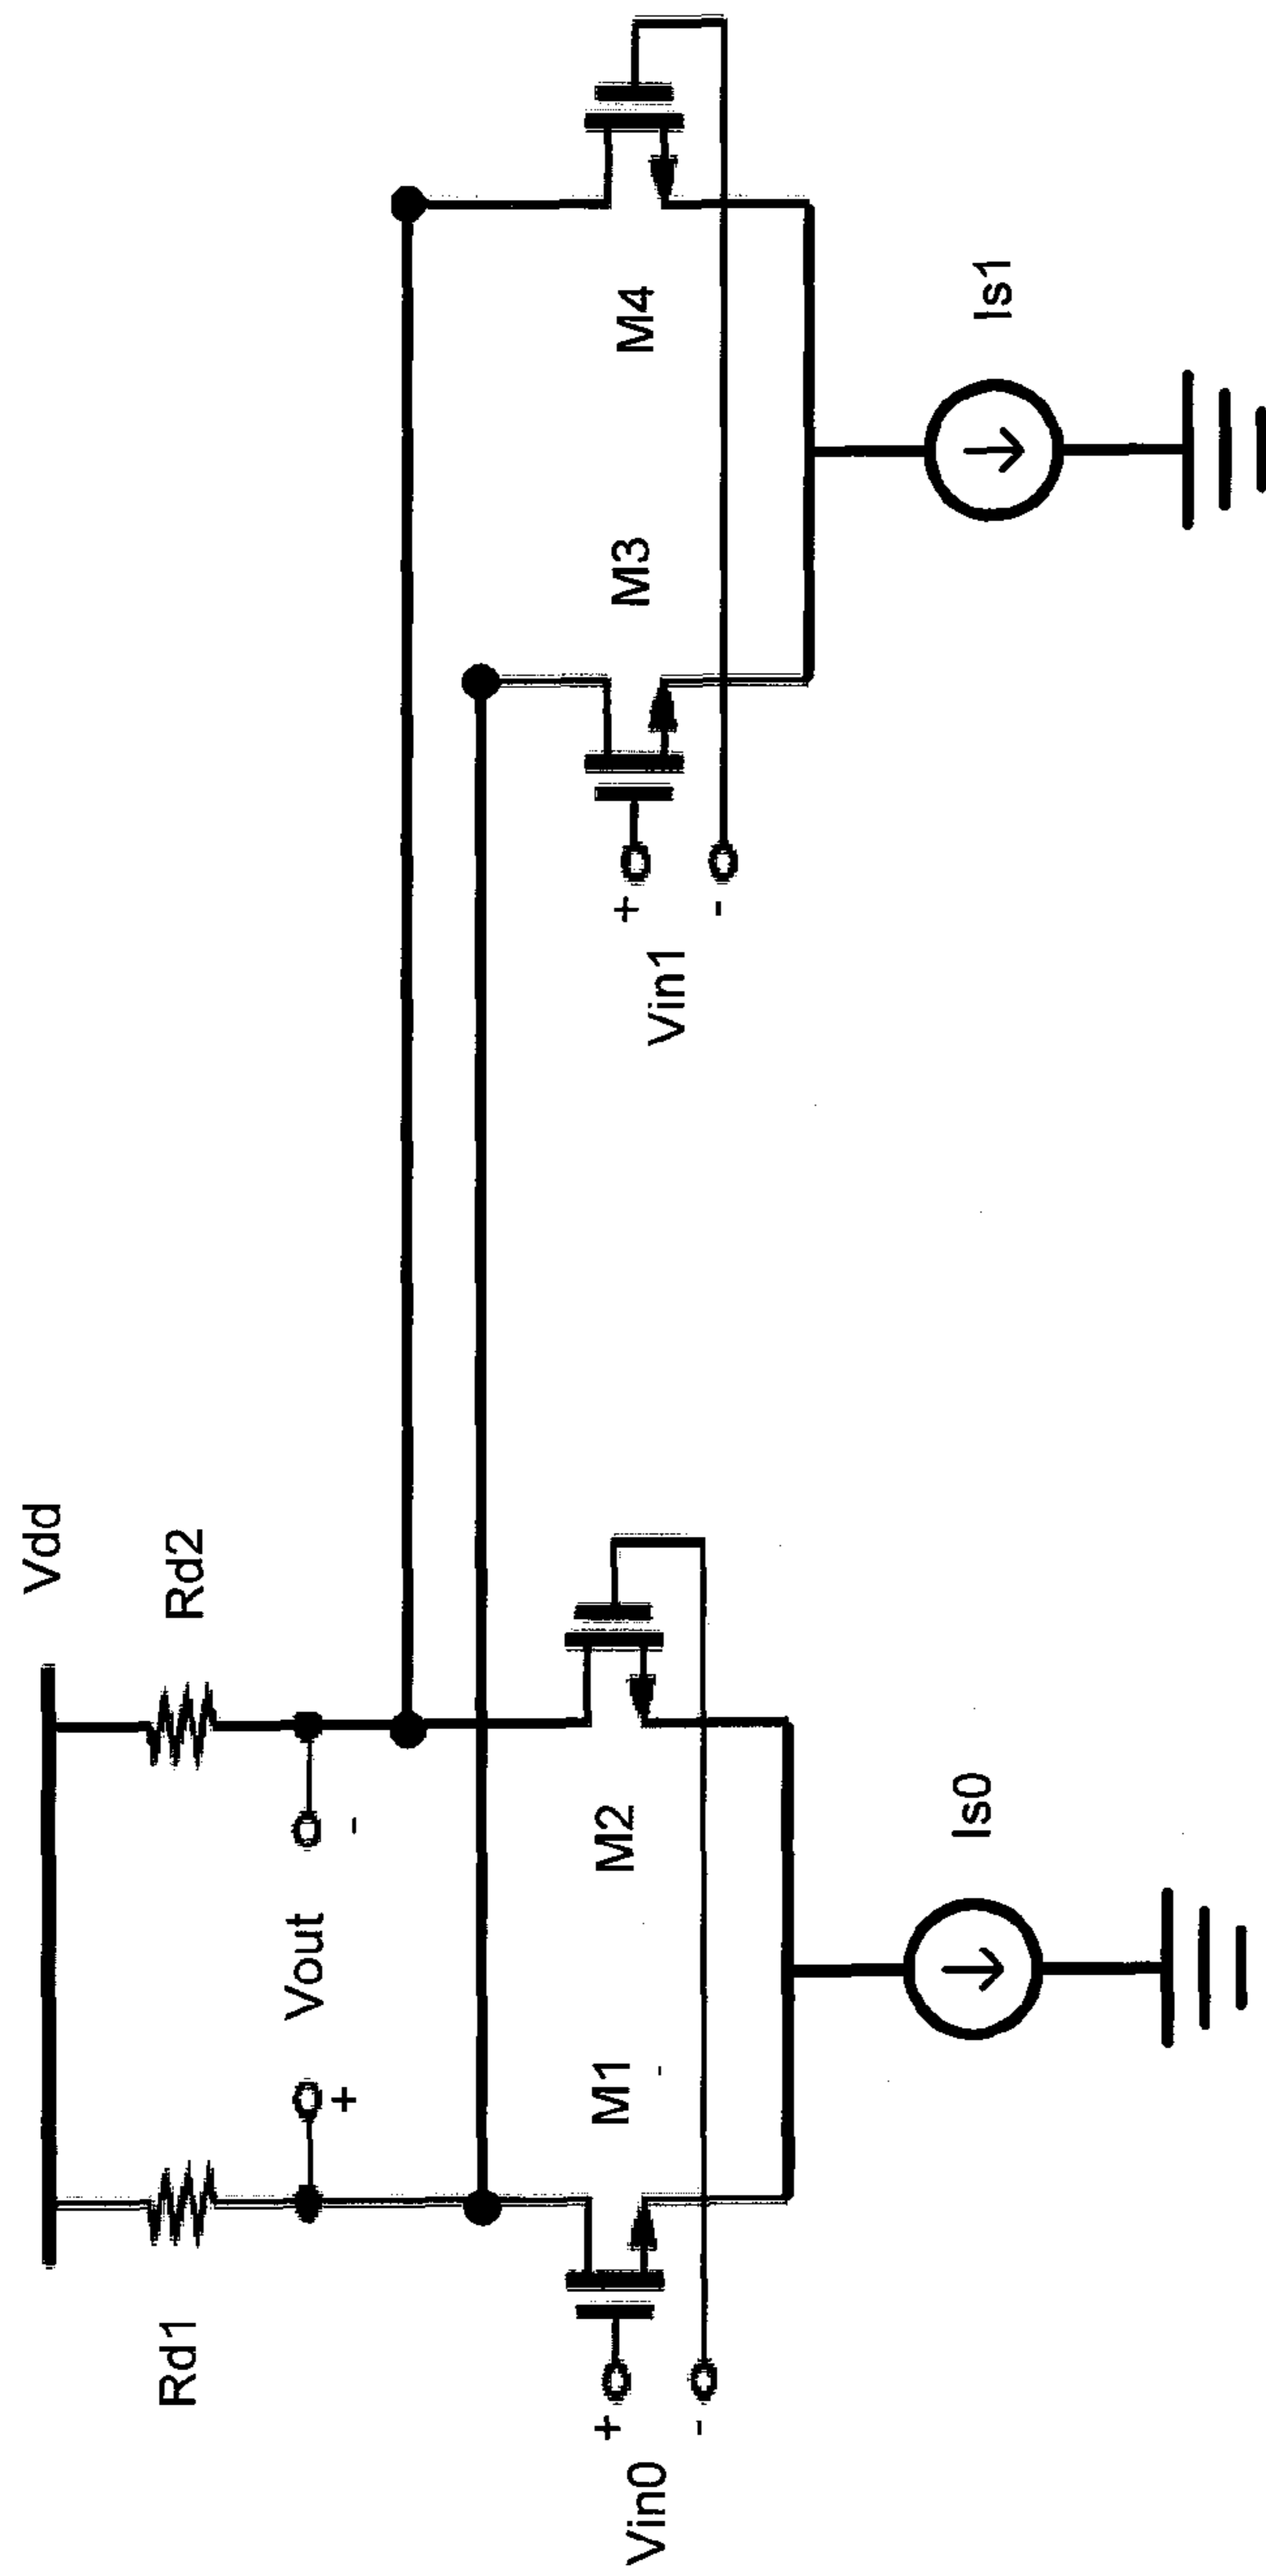 Vdd
Rd1
Rd2
+ Vout -
M1
M2
M3
M4
+
Vin0
-
+
Vin1
-
Is0
Is1